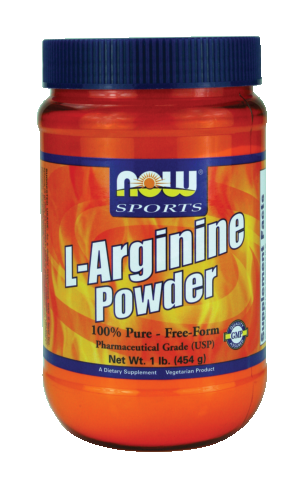 now
SPORTS
L-Arginine
Powder
100% Pure - Free-Form
Pharmaceutical Grade (USP)
Net Wt. 1 lb. (454 g)
A Dietary Supplement Vegetarian Product
GMP
Supplement Facts